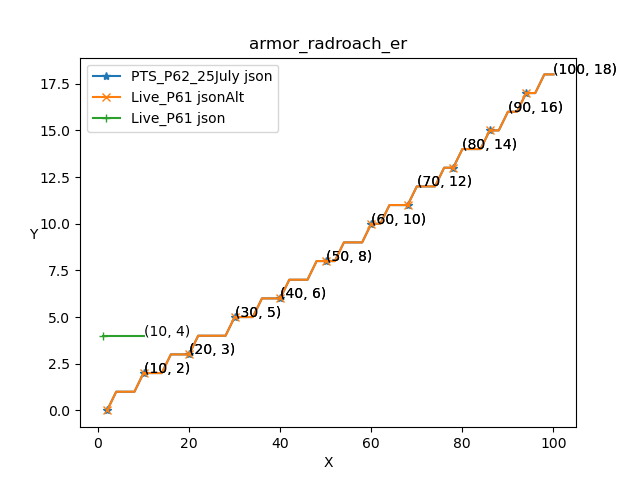 armor_radroach_er
PTS_P62_25July json
Live_P61 jsonAlt
Live_P61 json
Y
17.5
15.0
12.5
10.0
7.5
5.0
2.5
0.0
(100, 18)
(90, 16)
(80, 14)
(70, 12)
(60, 10)
(50, 8)
(40, 6)
(30, 5)
(10, 4)
(20, 3)
(10, 2)
0 20 40 60 80 100
X